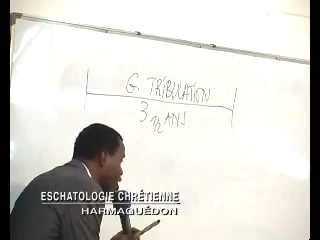 G. TRIBULATION
3 1/2 ANS
ESCHATOLOGIE CHRÉTIENNE
HARMAGUÉDON